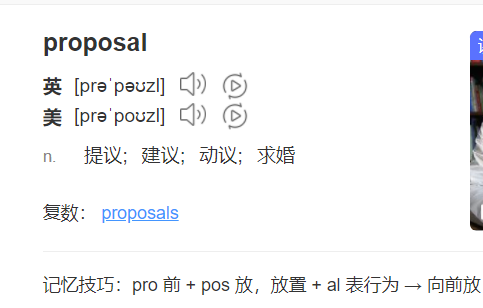 proposal
英 [prəˈpəʊzl]
美 [prəˈpoʊzl]
n. 提议；建议；动议；求婚
复数： proposals
记忆技巧：pro 前 + pos 放，放置 + al 表行为 → 向前放